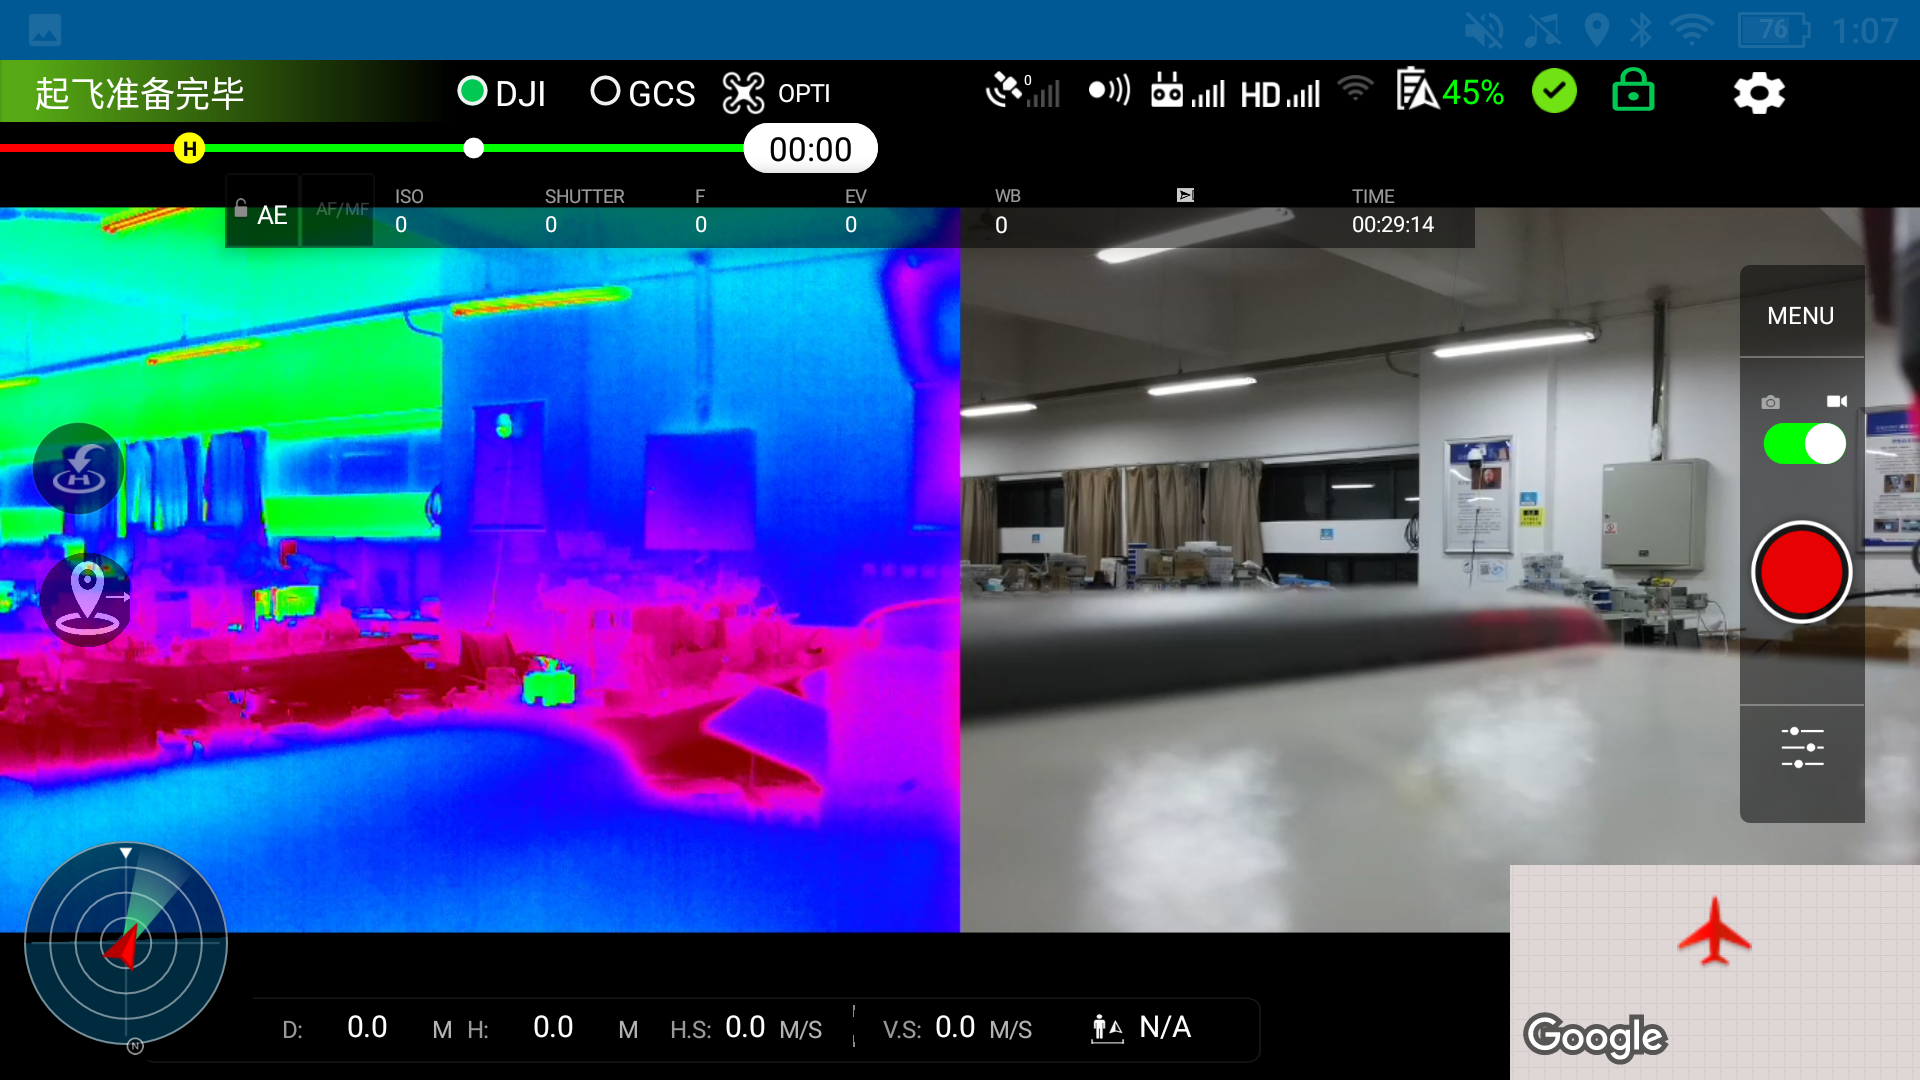 76 1:07
起飞准备完毕 DJI GCS OPTI 0 HD 45%
H 00:00
AE AF/MF ISO SHUTTER F EV WB TIME
0 0 0 0 0 00:29:14
MENU
D: 0.0 M H: 0.0 M H.S: 0.0 M/S V.S: 0.0 M/S N/A
N
Google